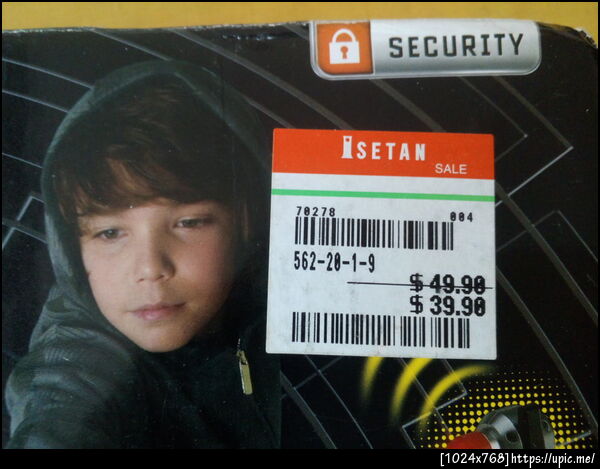 SECURITY
ISETAN
SALE
70278 004
562-20-1-9
$ 49.90
$ 39.90
[1024x768]https://upic.me/